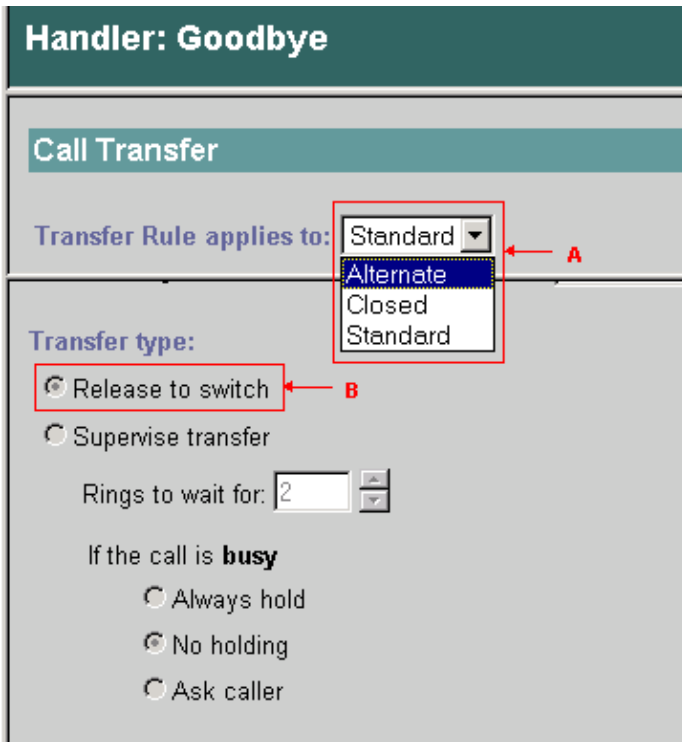 Handler: Goodbye
Call Transfer
Transfer Rule applies to: Standard
A
Alternate
Closed
Standard
Transfer type:
Release to switch
B
Supervise transfer
Rings to wait for: 2
If the call is busy
Always hold
No holding
Ask caller